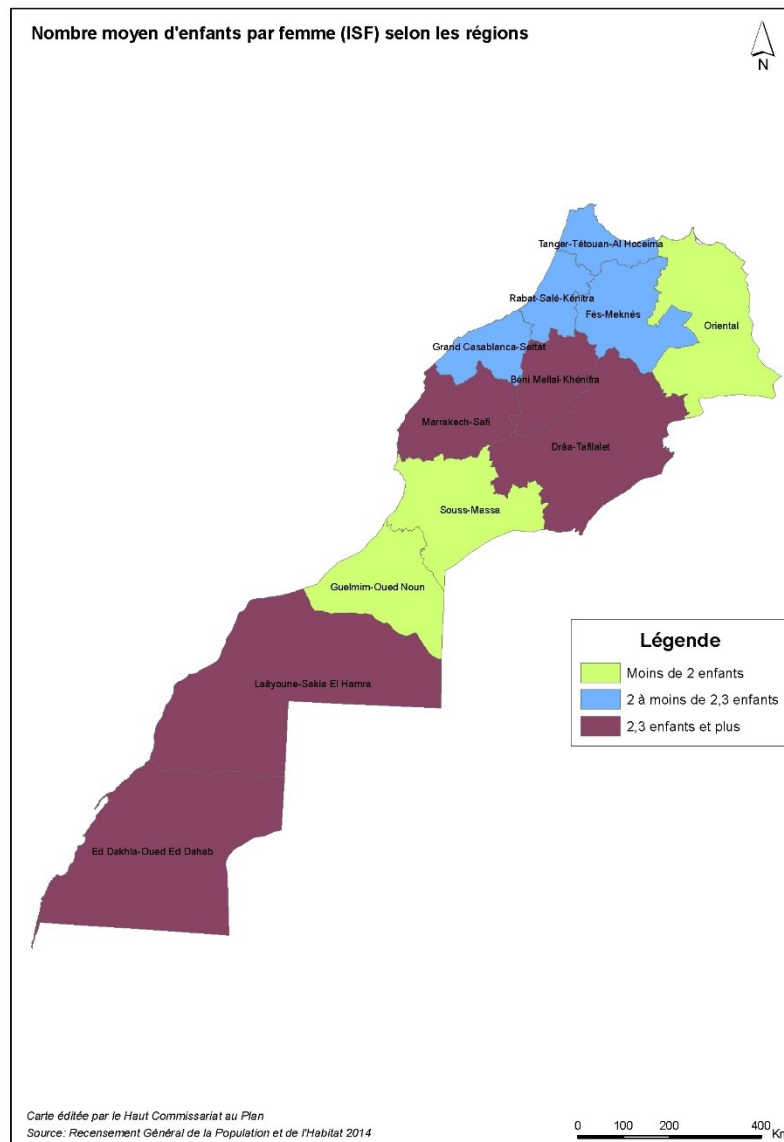 Nombre moyen d'enfants par femme (ISF) selon les régions
N
Tanger-Tétouan-Al Hoceima
Rabat-Salé-Kénitra
Fès-Meknés
Oriental
Grand Casablanca-Settat
Béni Mellal-Khénifra
Marrakech-Safi
Drâa-Tafilalet
Souss-Massa
Guelmim-Oued Noun
Légende
Moins de 2 enfants
2 à moins de 2,3 enfants
2,3 enfants et plus
Laâyoune-Sakia El Hamra
Ed Dakhla-Oued Ed Dahab
Carte éditée par le Haut Commissariat au Plan
Source: Recensement Général de la Population et de l'Habitat 2014
0 100 200 400 Km